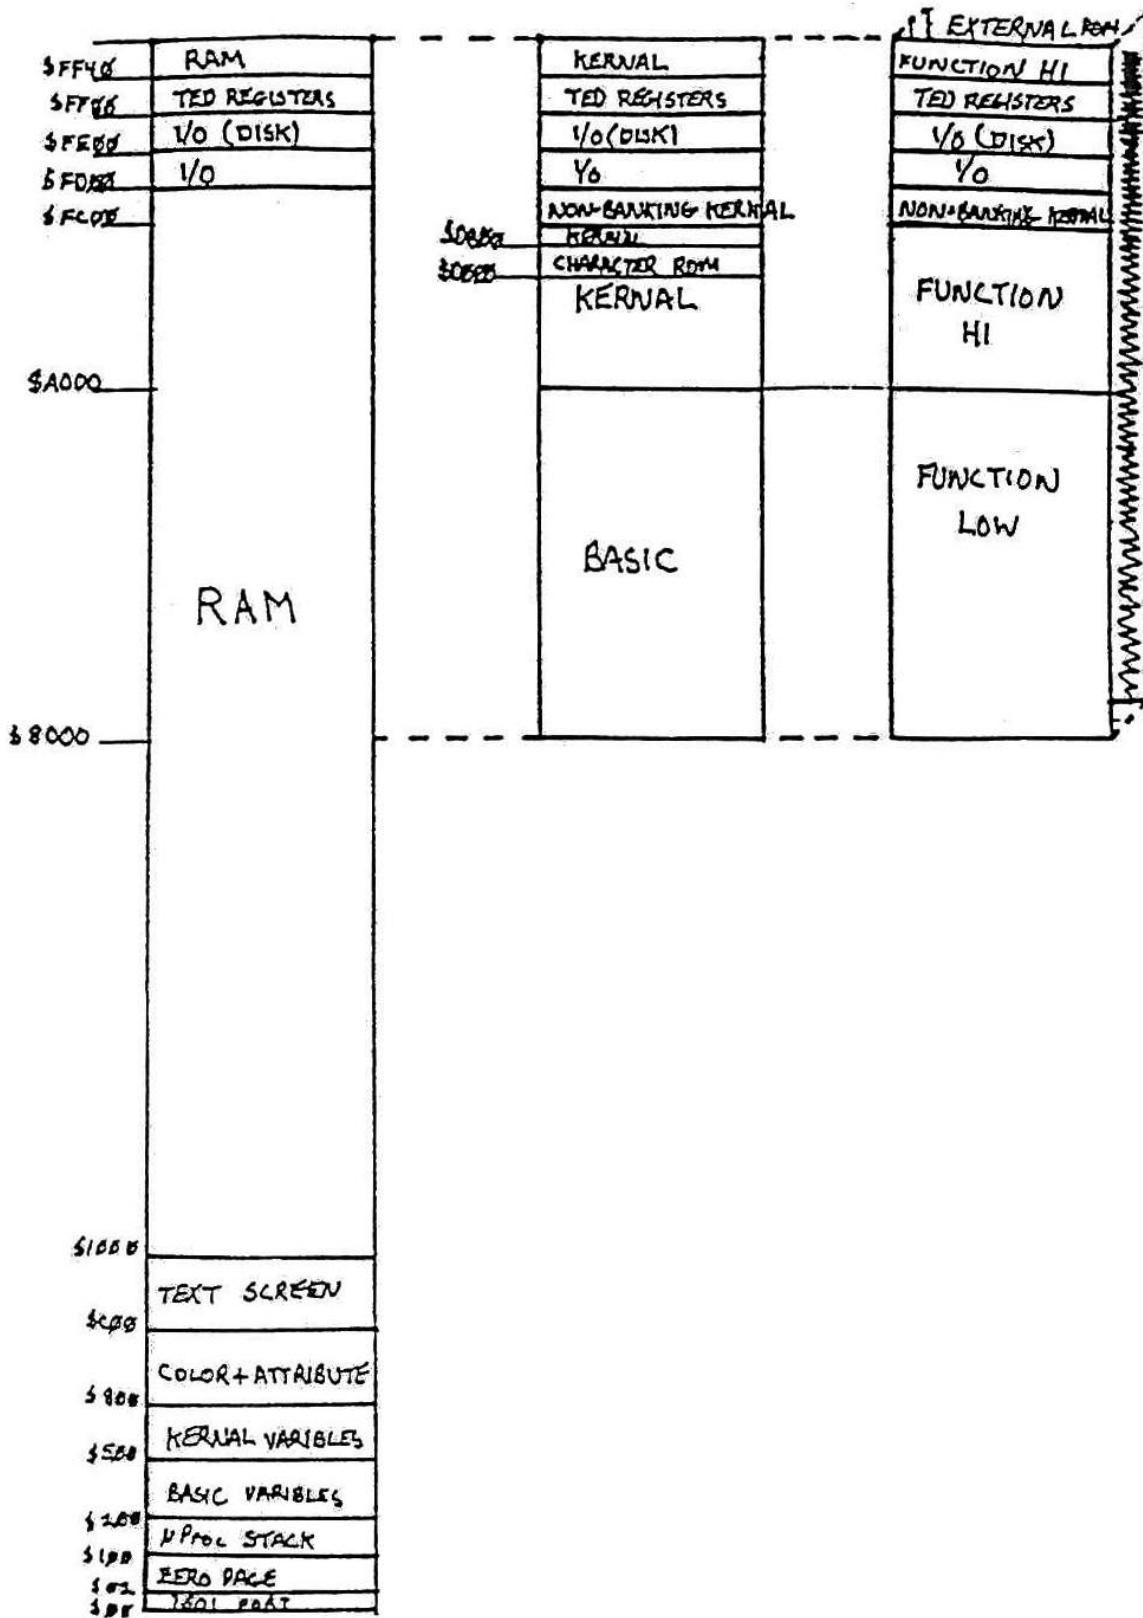 EXTERNAL ROM
$FF40 RAM KERNAL FUNCTION HI
$FF00 TED REGISTERS TED REGISTERS TED REGISTERS
$FE00 I/O (DISK) I/O (DISK) I/O (DISK)
$FD00 I/O I/O I/O
$FC00 NON-BANKING KERNAL NON-BANKING KERNAL
KERNAL
CHARACTER ROM
KERNAL FUNCTION
HI
$A000
FUNCTION
LOW
BASIC
RAM
$8000
$1000
TEXT SCREEN
$C00
COLOR+ATTRIBUTE
$800
KERNAL VARIBLES
$500
BASIC VARIBLES
$200
µProc STACK
$100
ZERO PAGE
$02
PORT
$00